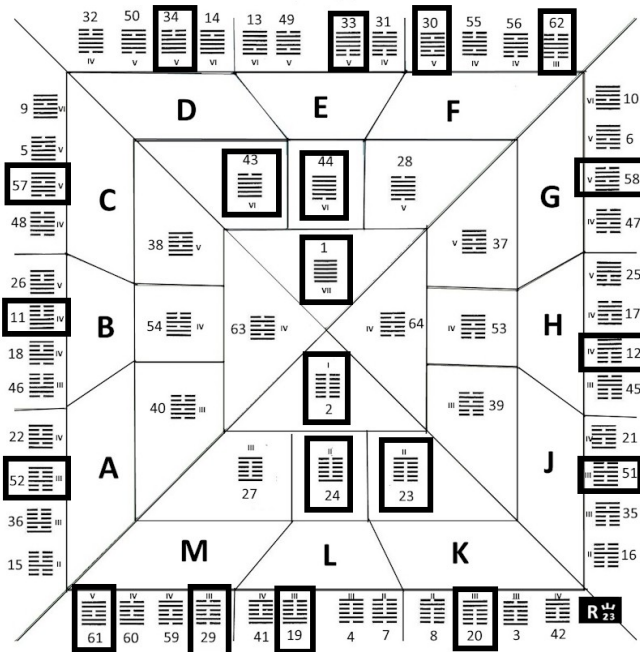 32 50 34 14 13 49 33 31 30 55 56 62
IV V V VI VI V V IV V IV IV III
9 VI
VI 10
5 V
V 6
57 V
V 58
48 IV
IV 47
D E F
43 44 28
VI VI V
C
G
38 V
V 37
1
VII
26 V
V 25
11 IV
IV 17
B
54 IV
63 IV
IV 64
IV 53
H
18 IV
IV 12
46 III
III 45
I
2
40 III
III 39
22 IV
IV 21
52 III
III 51
A
J
III II II
27 24 23
36 III
III 35
15 II
II 16
M L K
V IV IV III IV III III II II III III IV
61 60 59 29 41 19 4 7 8 20 3 42
R 23